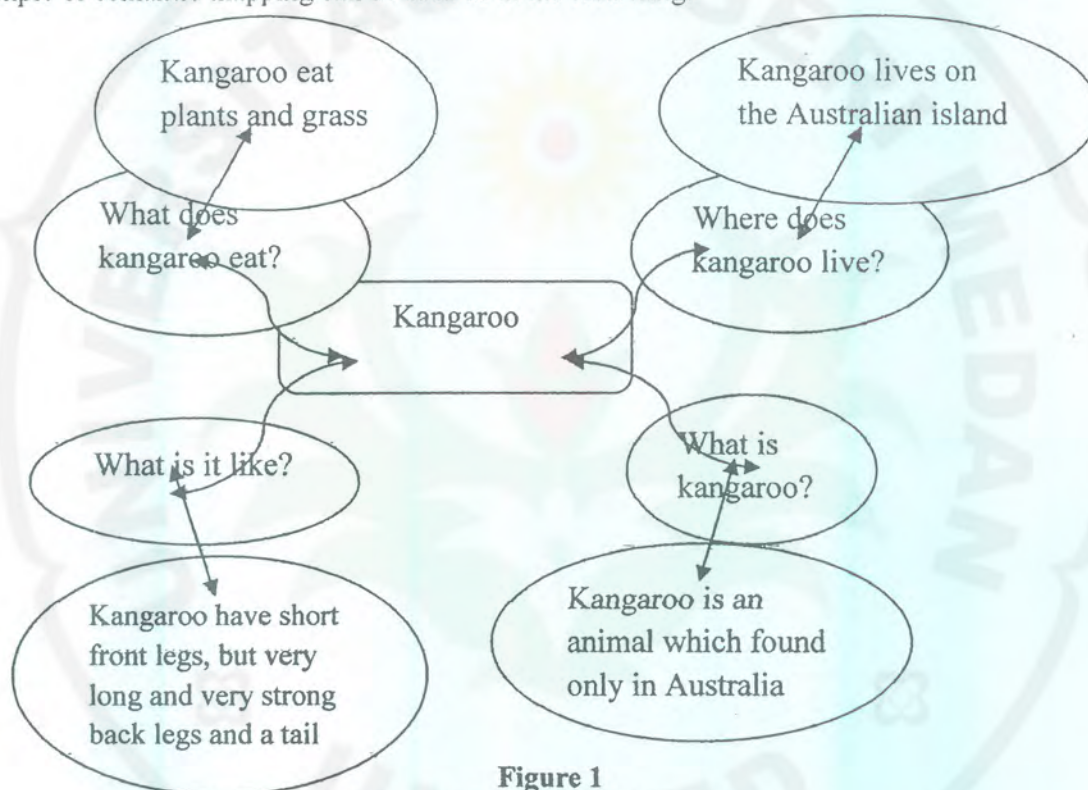 Kangaroo eat
plants and grass
Kangaroo lives on
the Australian island
What does
kangaroo eat?
Where does
kangaroo live?
Kangaroo
What is it like?
What is
kangaroo?
Kangaroo have short
front legs, but very
long and very strong
back legs and a tail
Kangaroo is an
animal which found
only in Australia
Figure 1
MEDAN